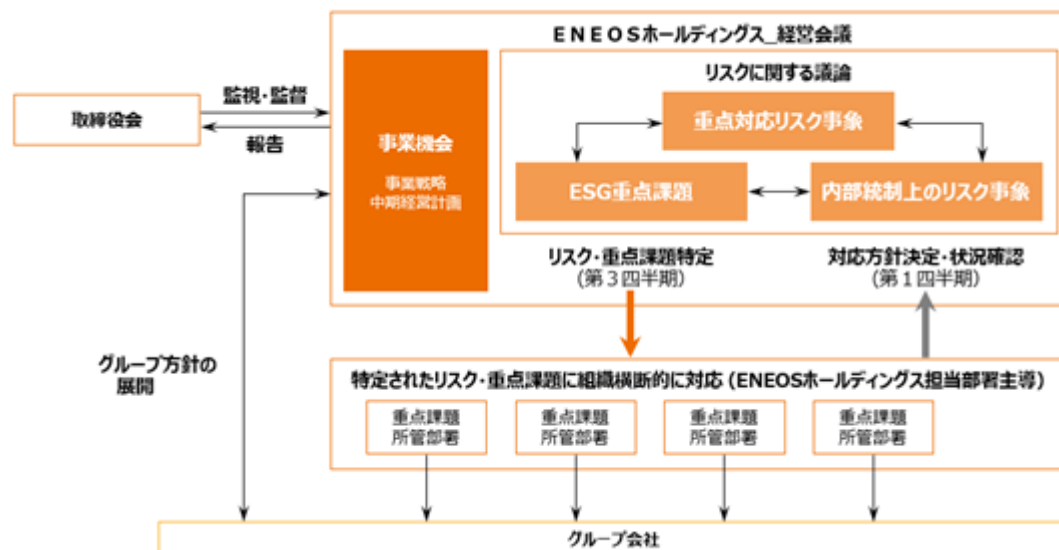 ＥＮＥＯＳホールディングス_経営会議
リスクに関する議論
監視・監督
取締役会
報告
事業機会
事業戦略
中期経営計画
重点対応リスク事象
ESG重点課題
内部統制上のリスク事象
リスク・重点課題特定
(第３四半期)
対応方針決定・状況確認
(第１四半期)
グループ方針の
展開
特定されたリスク・重点課題に組織横断的に対応 (ENEOSホールディングス担当部署主導)
重点課題
所管部署
重点課題
所管部署
重点課題
所管部署
重点課題
所管部署
グループ会社